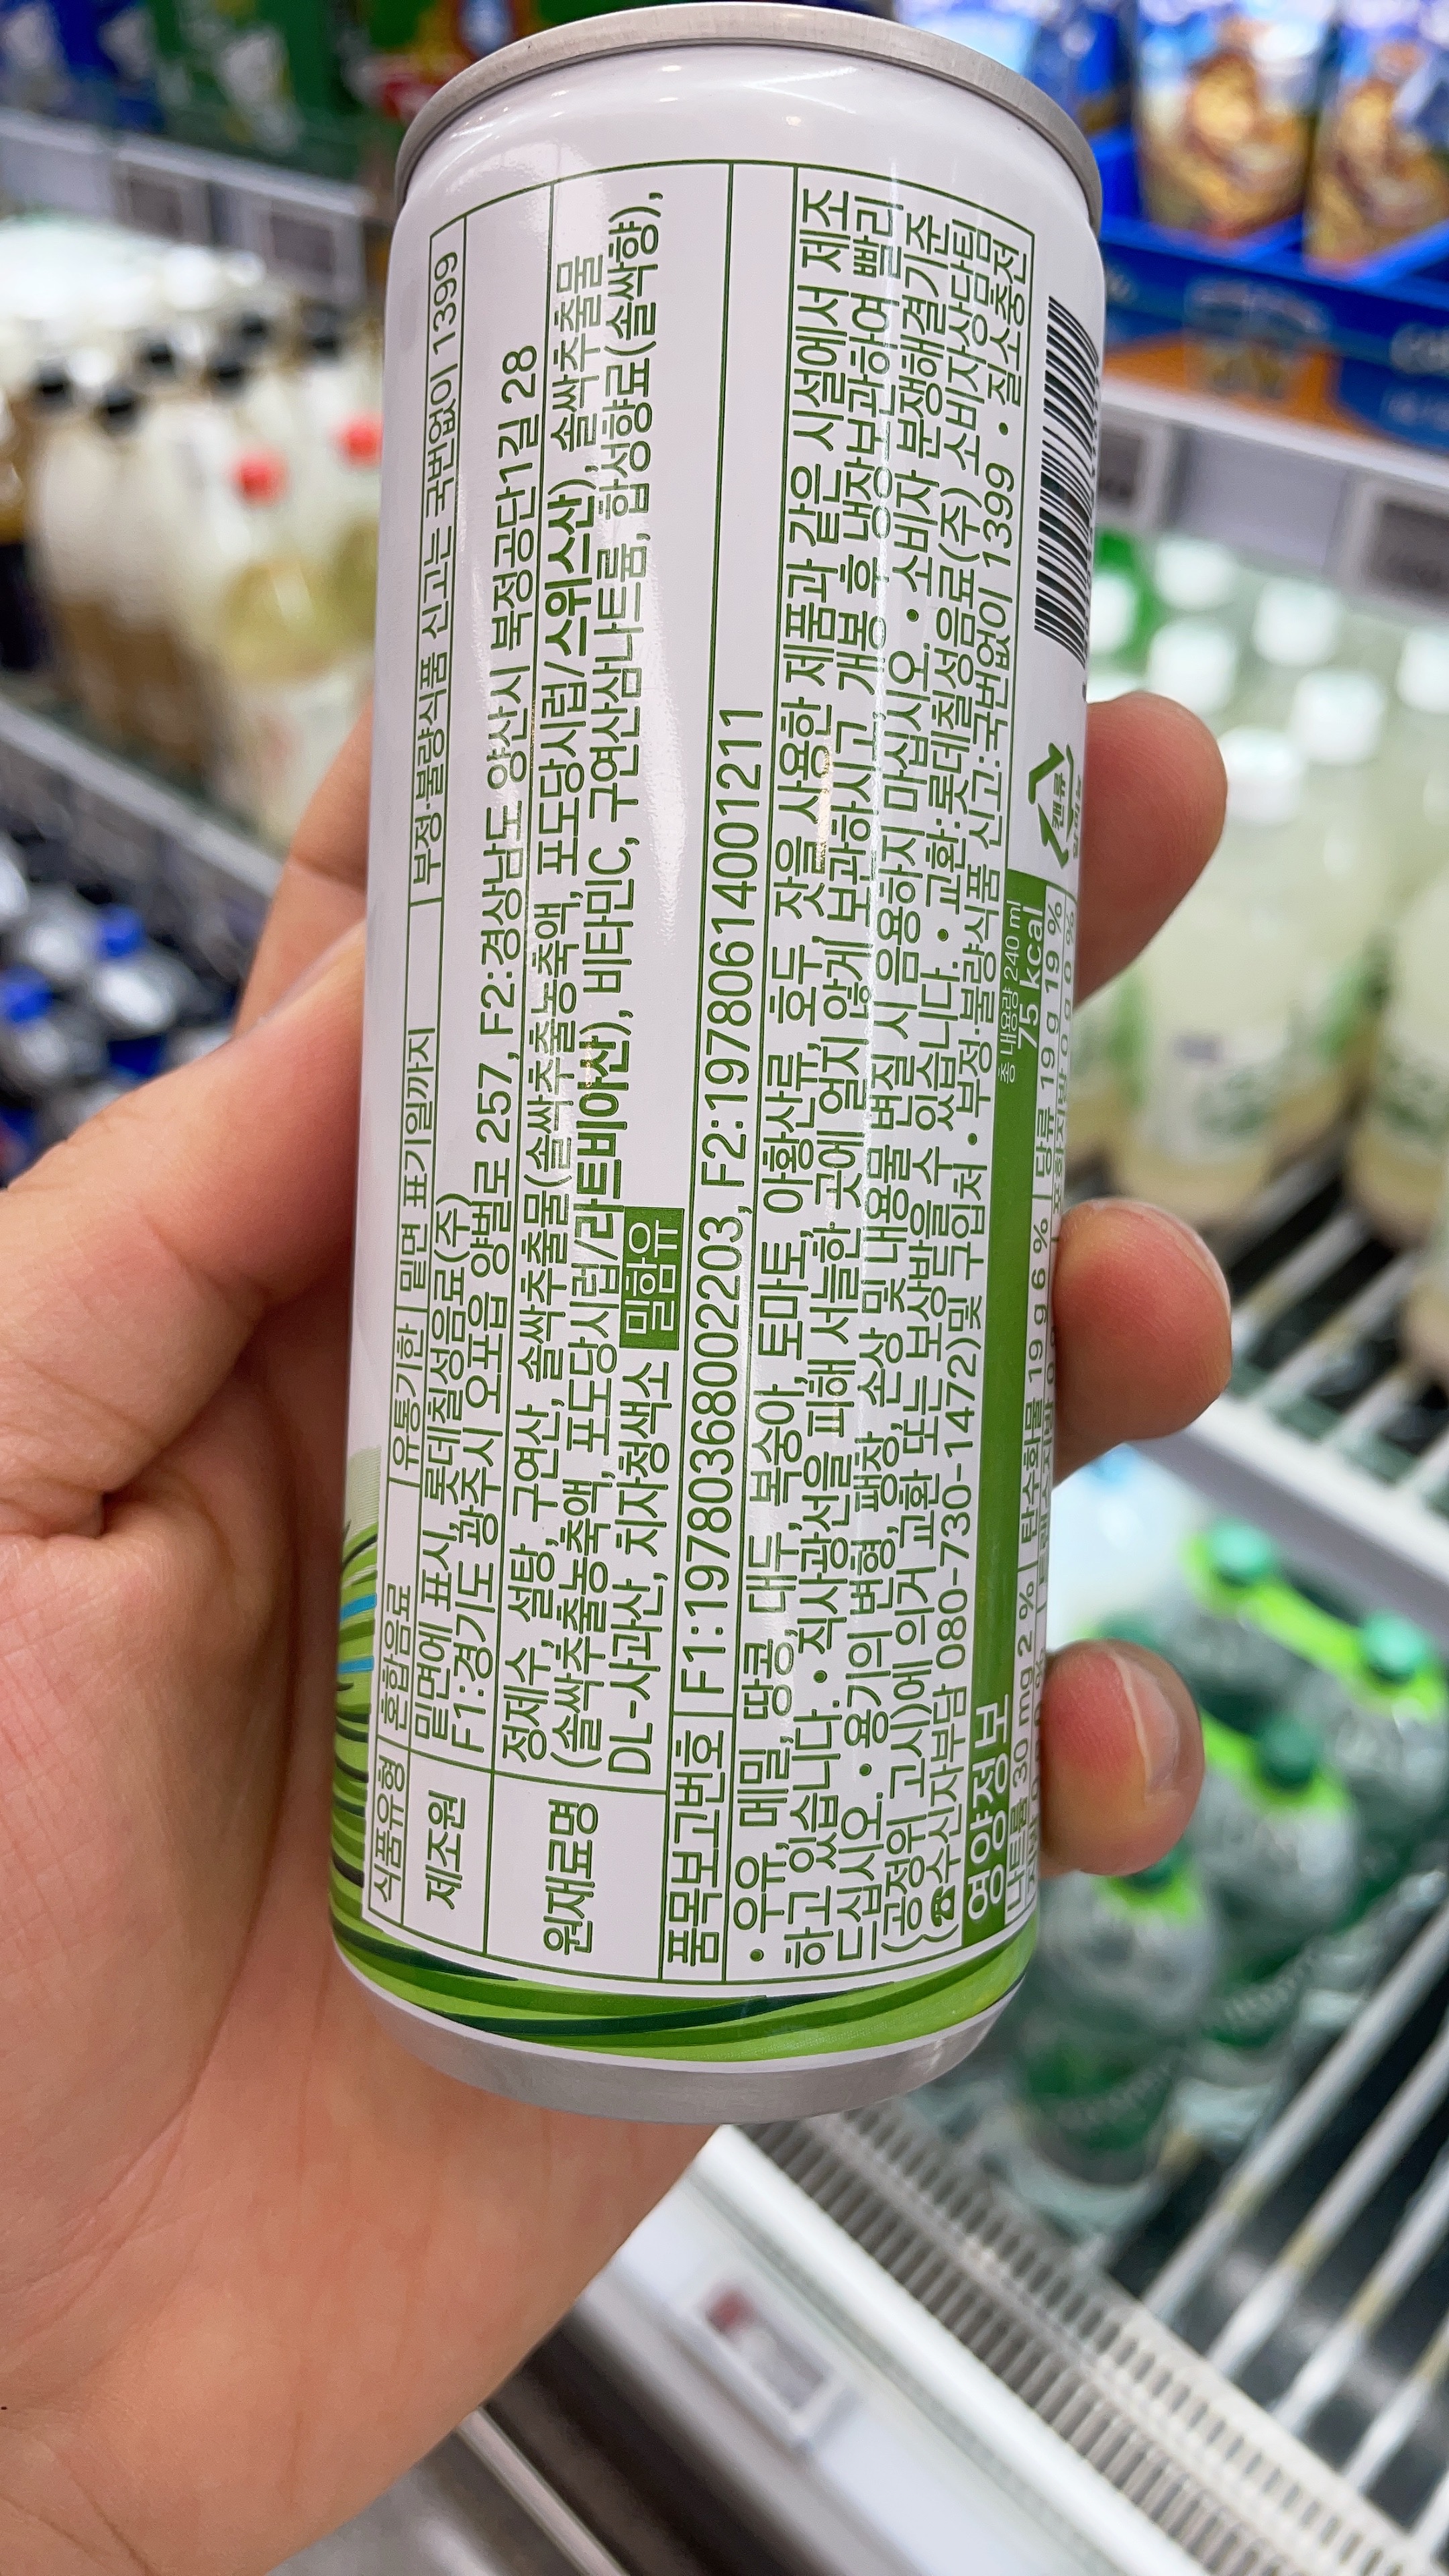 식품유형 혼합음료 유통기한 밑면 표기일까지 부정·불량식품 신고는 국번없이 1399
제조원 밑면에 표시, 롯데칠성음료(주)
F1:경기도 광주시 오포읍 양벌로 257, F2:경상남도 양산시 북정공단1길 28
원재료명 정제수, 설탕, 구연산, 솔싹추출물(솔싹추출농축액, 포도당시럽/스위스산), 솔싹추출물
(솔싹추출농축액, 포도당시럽/라트비아산), 비타민C, 구연산삼나트륨, 합성향료(솔싹향),
DL-사과산, 치자청색소 밀함유
품목보고번호 F1:19780368002203, F2:19780614001211
• 우유, 메밀, 땅콩, 대두, 복숭아, 토마토, 아황산류, 호두, 잣을 사용한 제품과 같은 시설에서 제조
하고 있습니다. • 직사광선을 피해 서늘한 곳에 얼지 않게 보관하시고, 개봉 후 냉장보관하여 빨리
드십시오. • 용기의 변형, 팽창, 손상 및 내용물 변질 시 음용하지 마십시오. • 소비자 분쟁해결기준
(공정위 고시)에 의거 교환 또는 보상받을 수 있습니다. • 교환:롯데칠성음료(주) 소비자상담팀
(☎수신자부담 080-730-1472)및 구입처 • 부정·불량식품 신고:국번없이 1399 • 질소충전
영양정보 총 내용량 240 ml
75 kcal
나트륨 30 mg 2 % 탄수화물 19 g 6 % 당류 19 g 19 %
캔류